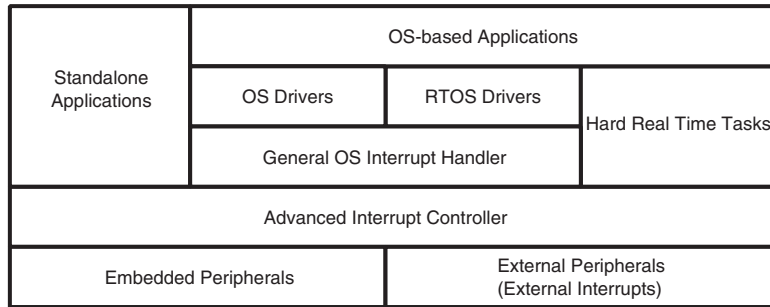 OS-based Applications
Standalone
Applications
OS Drivers
RTOS Drivers
Hard Real Time Tasks
General OS Interrupt Handler
Advanced Interrupt Controller
Embedded Peripherals
External Peripherals
(External Interrupts)